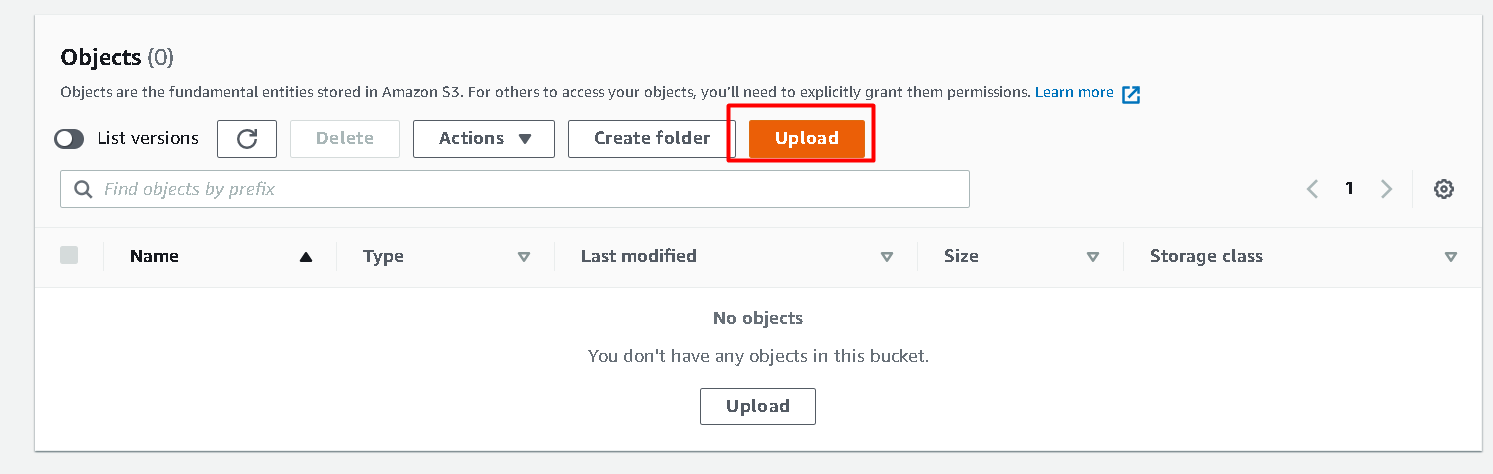 Objects (0)
Objects are the fundamental entities stored in Amazon S3. For others to access your objects, you'll need to explicitly grant them permissions. Learn more
List versions Delete Actions Create folder Upload
Find objects by prefix 1
Name Type Last modified Size Storage class
No objects
You don't have any objects in this bucket.
Upload